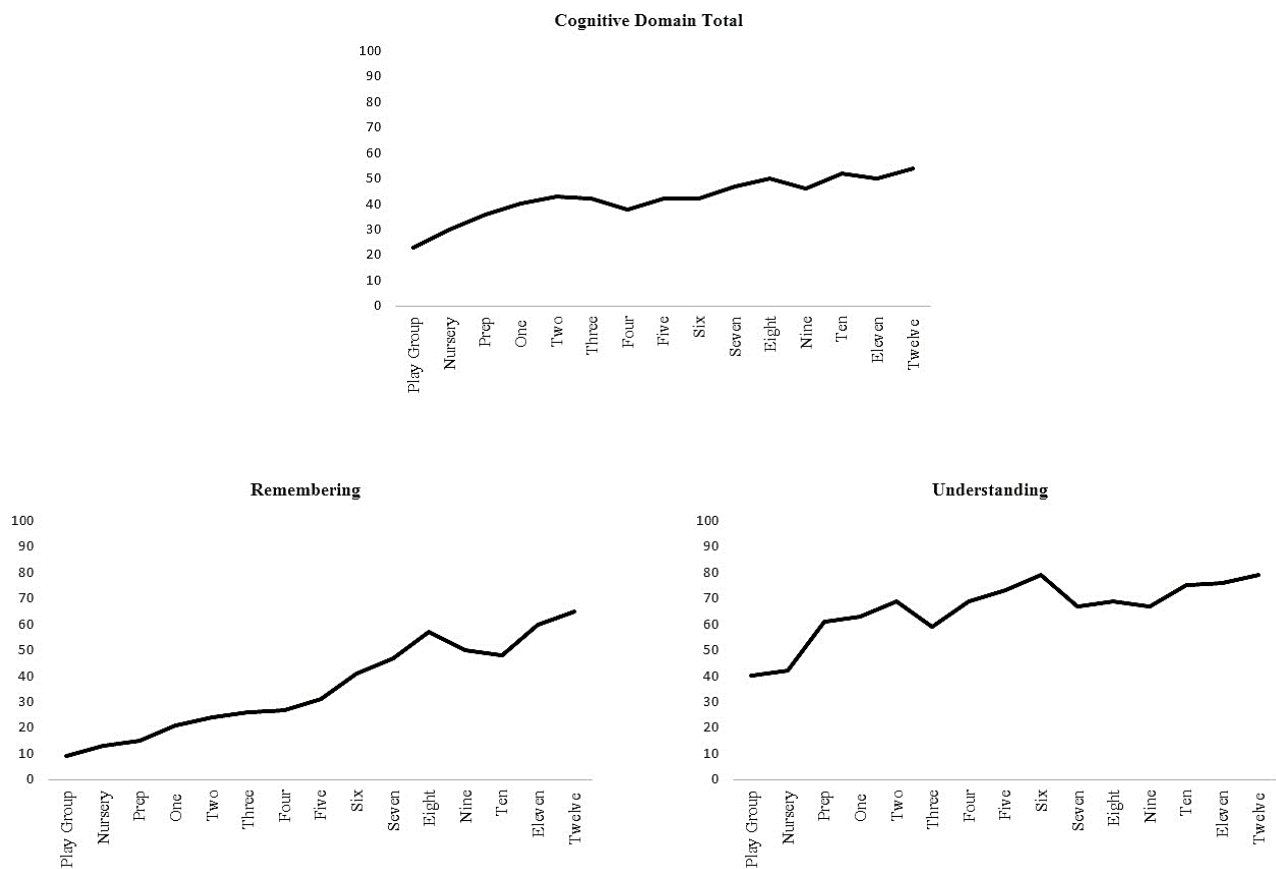 Cognitive Domain Total
100
90
80
70
60
50
40
30
20
10
0
Play Group
Nursery
Prep
One
Two
Three
Four
Five
Six
Seven
Eight
Nine
Ten
Eleven
Twelve
Remembering
100
90
80
70
60
50
40
30
20
10
0
Play Group
Nursery
Prep
One
Two
Three
Four
Five
Six
Seven
Eight
Nine
Ten
Eleven
Twelve
Understanding
100
90
80
70
60
50
40
30
20
10
0
Play Group
Nursery
Prep
One
Two
Three
Four
Five
Six
Seven
Eight
Nine
Ten
Eleven
Twelve